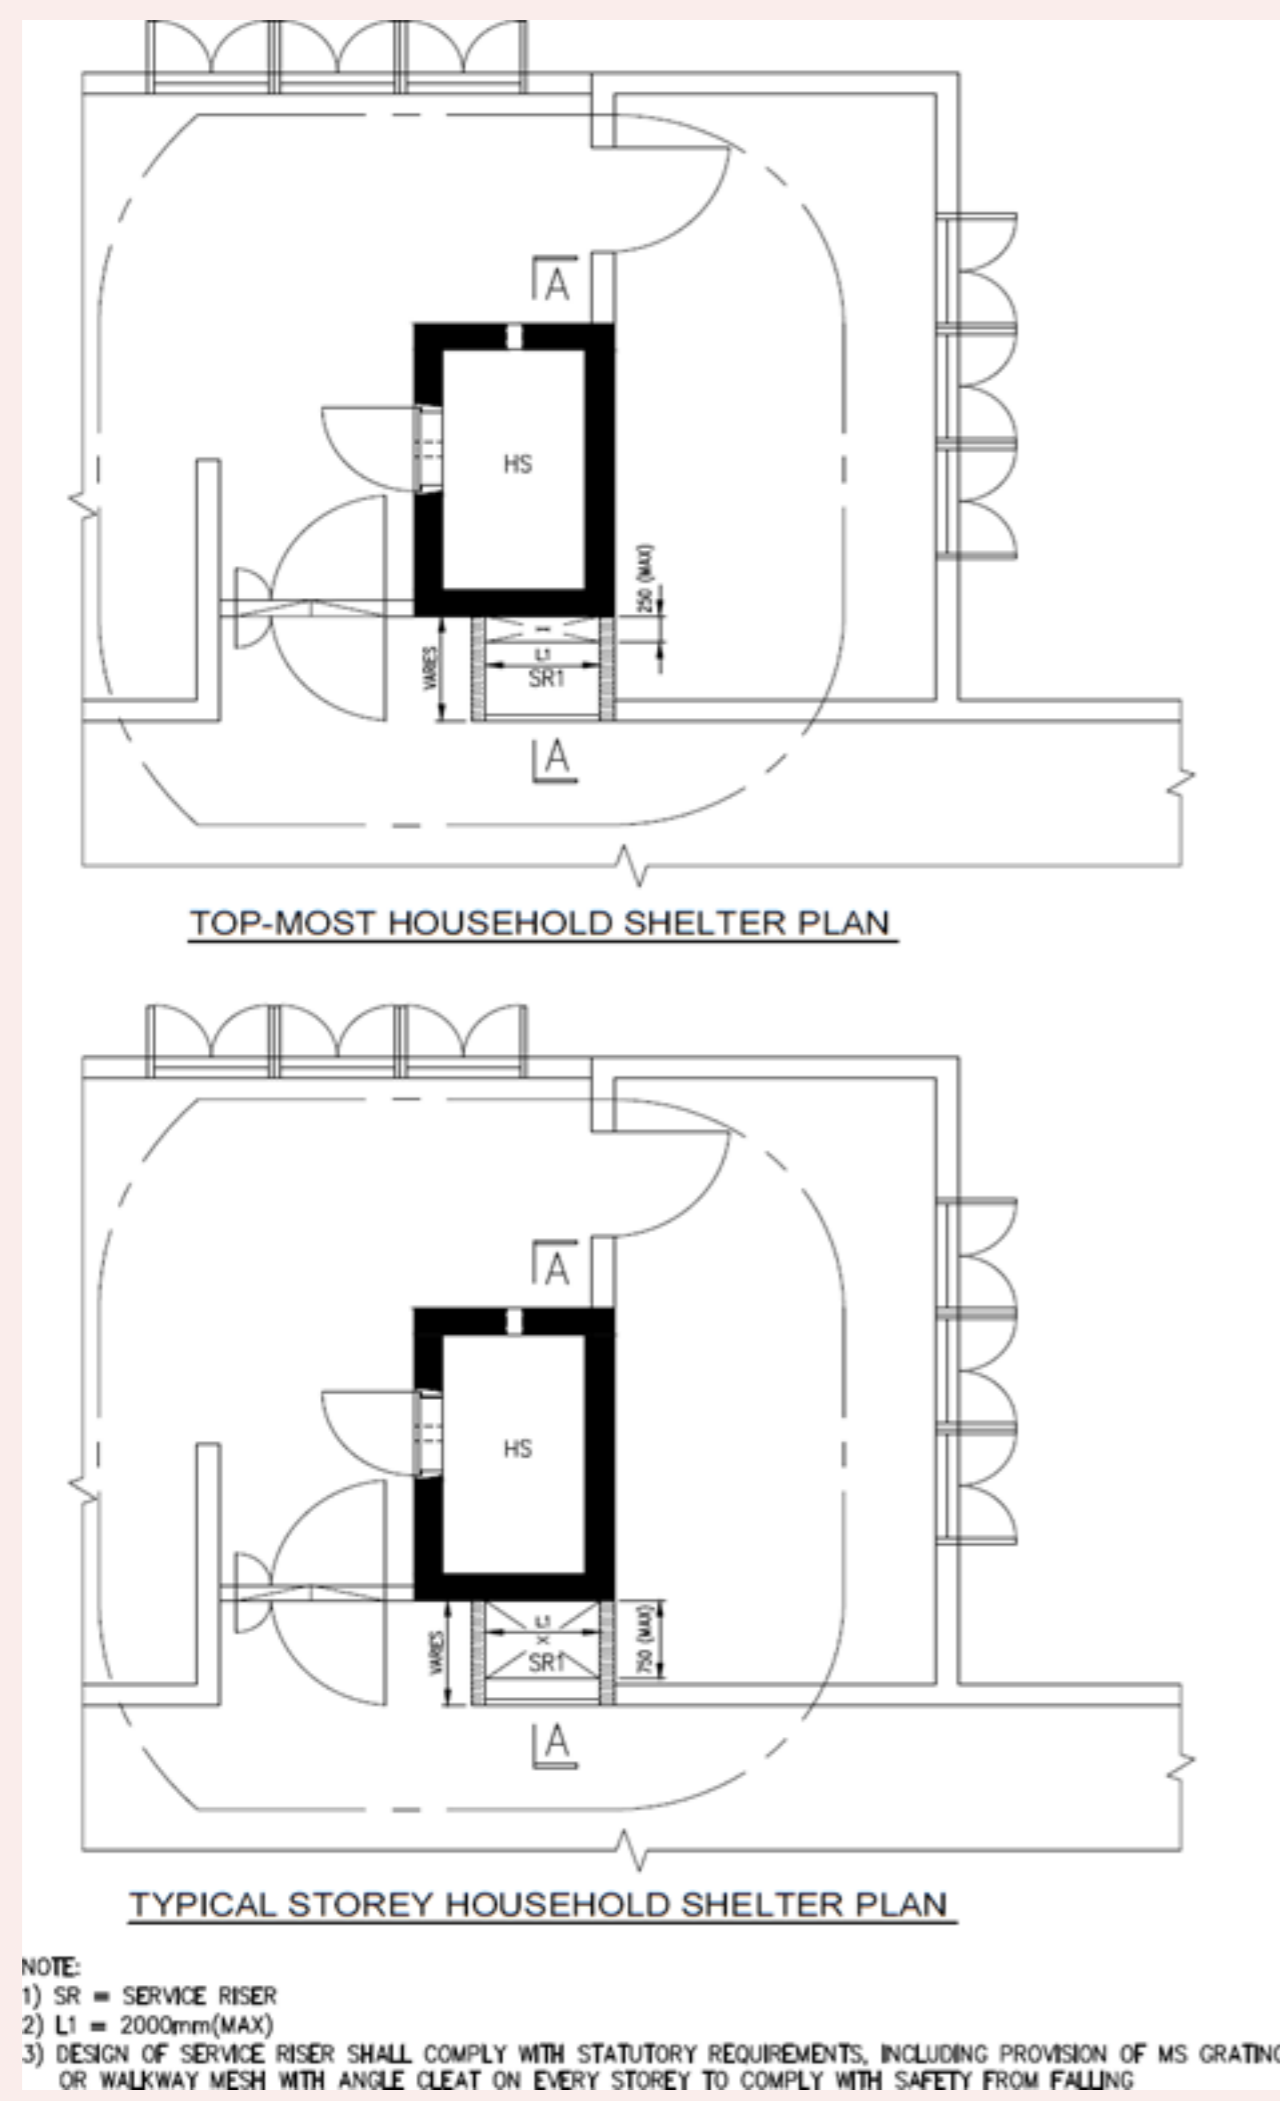 A
HS
250 (MAX)
VARIES
L1
SR1
A
TOP-MOST HOUSEHOLD SHELTER PLAN
A
HS
VARIES
L1
SR1
750 (MAX)
A
TYPICAL STOREY HOUSEHOLD SHELTER PLAN
NOTE:
1) SR = SERVICE RISER
2) L1 = 2000mm(MAX)
3) DESIGN OF SERVICE RISER SHALL COMPLY WITH STATUTORY REQUIREMENTS, INCLUDING PROVISION OF MS GRATING
OR WALKWAY MESH WITH ANGLE CLEAT ON EVERY STOREY TO COMPLY WITH SAFETY FROM FALLING